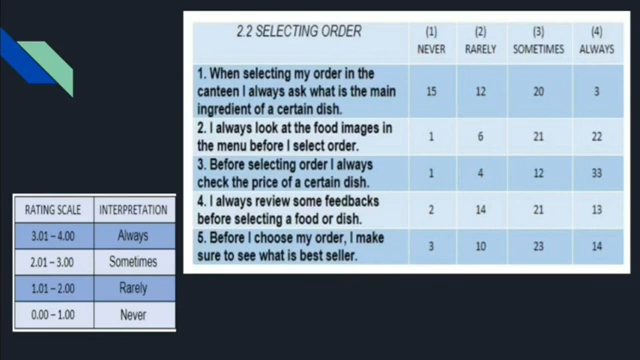 2.2 SELECTING ORDER (1) (2) (3) (4)
NEVER RARELY SOMETIMES ALWAYS
1. When selecting my order in the
canteen I always ask what is the main 15 12 20 3
ingredient of a certain dish.
2. I always look at the food images in
the menu before I select order. 1 6 21 22
3. Before selecting order I always
check the price of a certain dish. 1 4 12 33
4. I always review some feedbacks
before selecting a food or dish. 2 14 21 13
5. Before I choose my order, I make
sure to see what is best seller. 3 10 23 14
RATING SCALE INTERPRETATION
3.01 – 4.00 Always
2.01 – 3.00 Sometimes
1.01 – 2.00 Rarely
0.00 – 1.00 Never